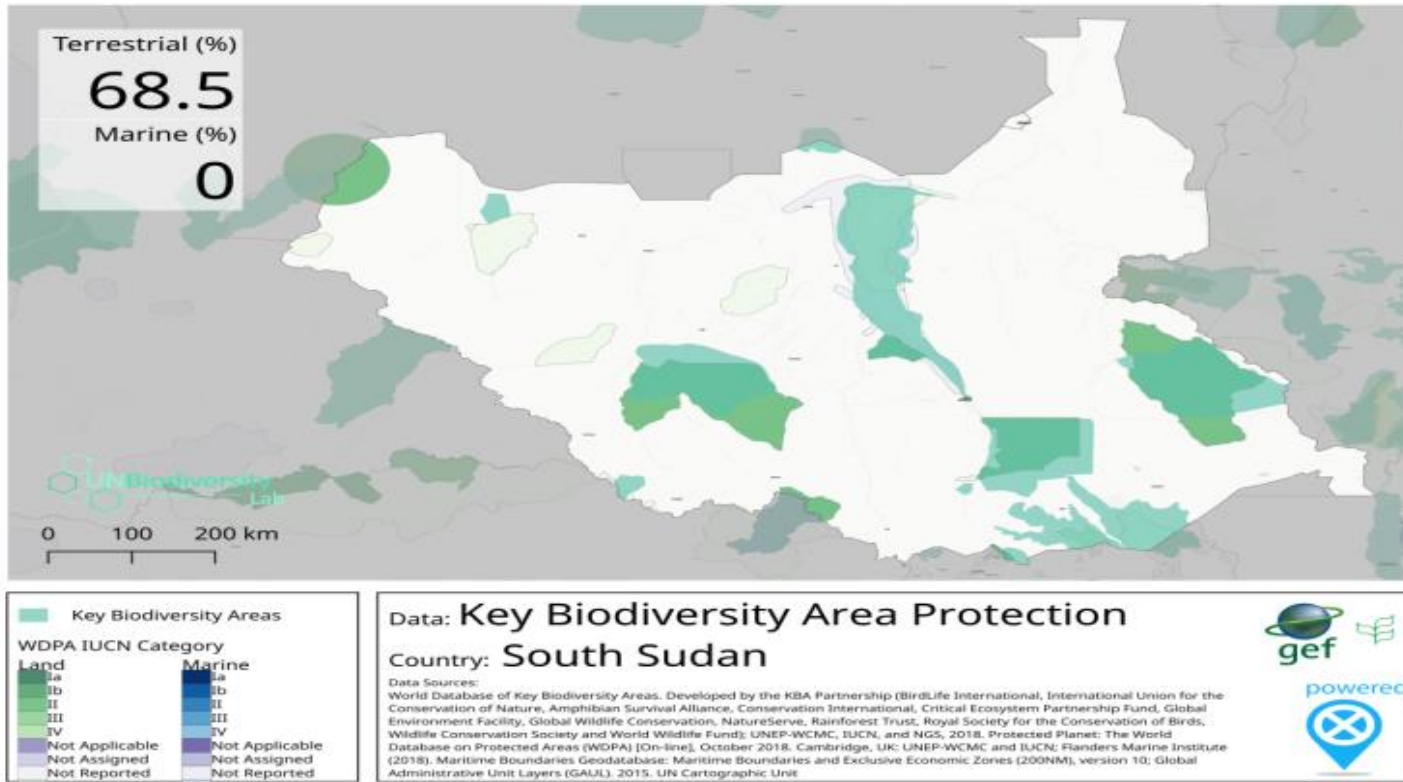 Terrestrial (%)
68.5
Marine (%)
0
UNBiodiversity
Lab
0 100 200 km
Key Biodiversity Areas
WDPA IUCN Category
Land Marine
Ia Ia
Ib Ib
II II
III III
IV IV
Not Applicable Not Applicable
Not Assigned Not Assigned
Not Reported Not Reported
Data: Key Biodiversity Area Protection
Country: South Sudan
Data Sources:
World Database of Key Biodiversity Areas. Developed by the KBA Partnership (BirdLife International, International Union for the
Conservation of Nature, Amphibian Survival Alliance, Conservation International, Critical Ecosystem Partnership Fund, Global
Environment Facility, Global Wildlife Conservation, NatureServe, Rainforest Trust, Royal Society for the Conservation of Birds,
Wildlife Conservation Society and World Wildlife Fund); UNEP-WCMC, IUCN, and NGS, 2018. Protected Planet: The World
Database on Protected Areas (WDPA) [On-line], October 2018. Cambridge, UK: UNEP-WCMC and IUCN; Flanders Marine Institute
(2018). Maritime Boundaries Geodatabase: Maritime Boundaries and Exclusive Economic Zones (200NM), version 10; Global
Administrative Unit Layers (GAUL). 2015. UN Cartographic Unit
gef
powered